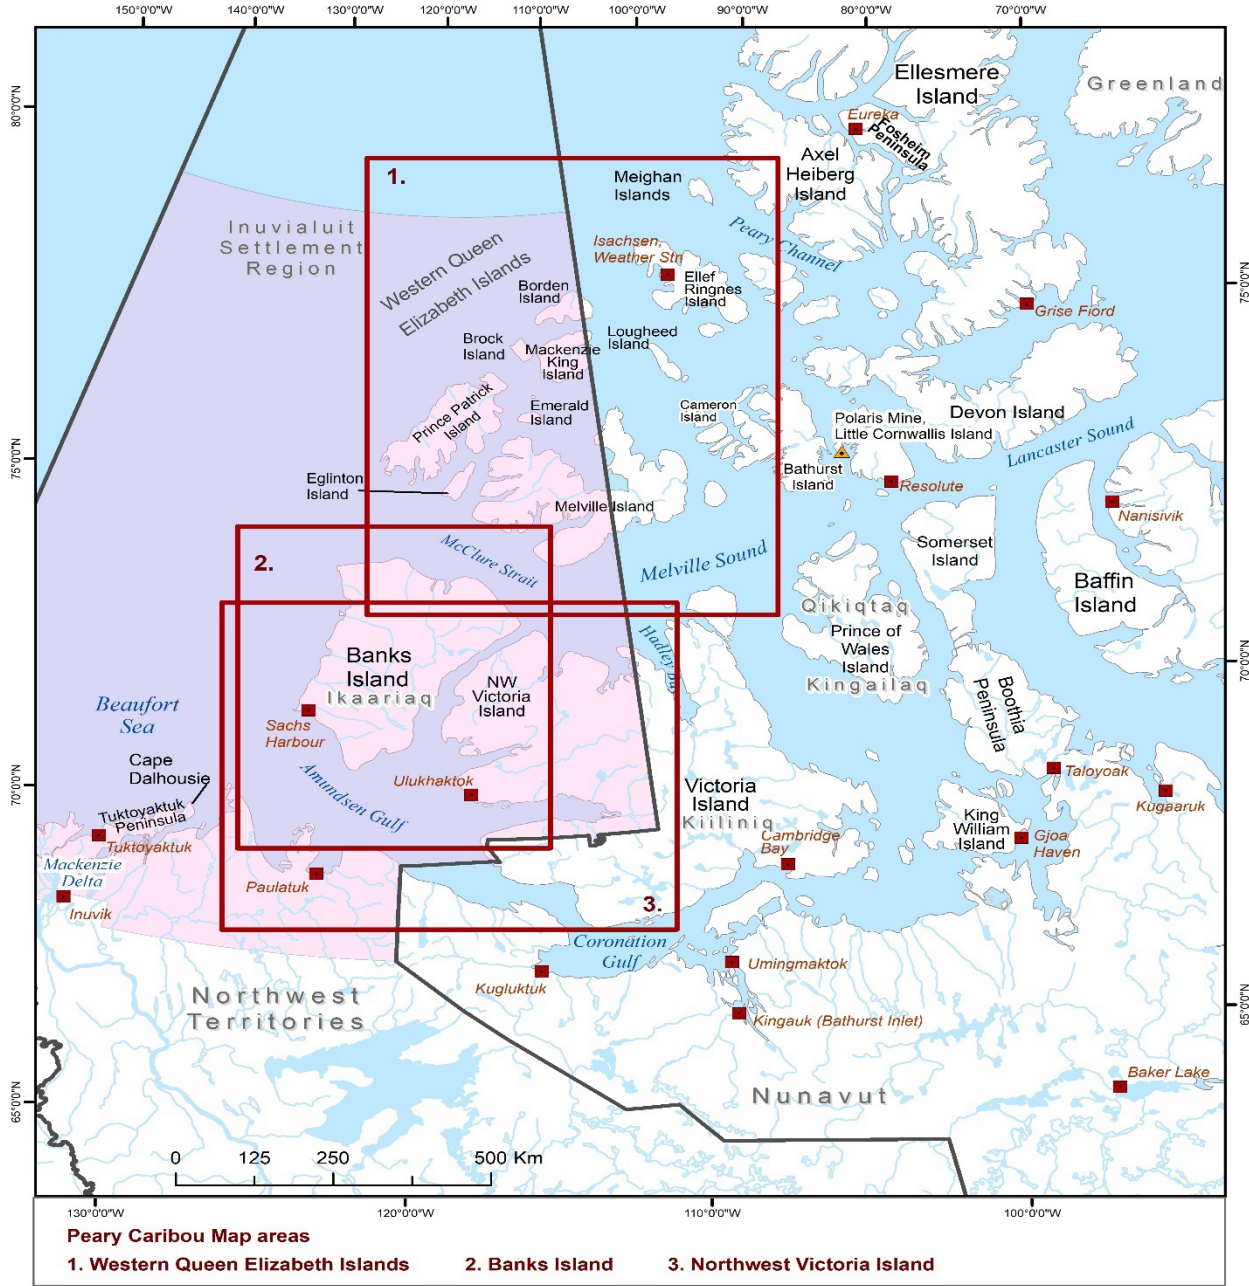 150°0'0"W
140°0'0"W
130°0'0"W
120°0'0"W
110°0'0"W
100°0'0"W
90°0'0"W
80°0'0"W
70°0'0"W
80°0'0"N
75°0'0"N
70°0'0"N
65°0'0"N
75°0'0"N
70°0'0"N
65°0'0"N
Ellesmere
Island
Greenland
Eureka
Fosheim
Peninsula
Axel
Heiberg
Island
1.
Meighan
Islands
Inuvialuit
Settlement
Region
Western Queen
Elizabeth Islands
Isachsen,
Weather Stn
Peary Channel
Ellef
Ringnes
Island
Borden
Island
Grise Fiord
Lougheed
Island
Brock
Island
Mackenzie
King
Island
Prince Patrick
Island
Emerald
Island
Cameron
Island
Polaris Mine,
Little Cornwallis Island
Devon Island
Lancaster Sound
Bathurst
Island
Resolute
Eglinton
Island
Melville Island
Nanisivik
McClure Strait
Melville Sound
Somerset
Island
2.
Baffin
Island
Qikiqtaq
Prince of
Wales
Island
Kingailaq
Hadley Bay
Banks
Island
Ikaariaq
NW
Victoria
Island
Boothia
Peninsula
Beaufort
Sea
Sachs
Harbour
Cape
Dalhousie
Amundsen Gulf
Ulukhaktok
Victoria
Island
Kiiliniq
Taloyoak
Kugaaruk
Tuktoyaktuk
Peninsula
Tuktoyaktuk
King
William
Island
Gjoa
Haven
Cambridge
Bay
Mackenzie
Delta
Paulatuk
Inuvik
3.
Coronation
Gulf
Umingmaktok
Kugluktuk
Kingauk (Bathurst Inlet)
Northwest
Territories
Nunavut
Baker Lake
0 125 250 500 Km
130°0'0"W
120°0'0"W
110°0'0"W
100°0'0"W
Peary Caribou Map areas
1. Western Queen Elizabeth Islands 2. Banks Island 3. Northwest Victoria Island